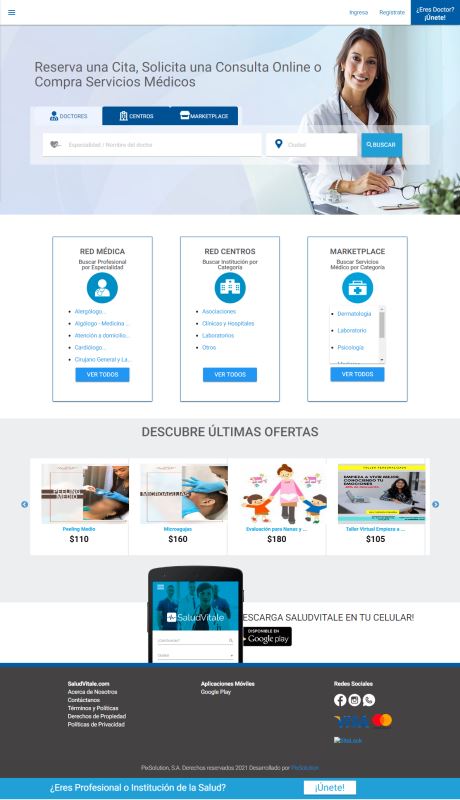 Ingresa
Regístrate
¿Eres Doctor?
¡Únete!
Reserva una Cita, Solicita una Consulta Online o
Compra Servicios Médicos
DOCTORES
CENTROS
MARKETPLACE
Especialidad / Nombre del doctor
Ciudad
BUSCAR
RED MÉDICA
Buscar Profesional
por Especialidad
Alergólogo...
Algólogo - Medicina ...
Atención a domicilio...
Cardiólogo...
Cirujano General y La...
VER TODOS
RED CENTROS
Buscar Institución por
Categoría
Asociaciones
Clínicas y Hospitales
Laboratorios
Otros
VER TODOS
MARKETPLACE
Buscar Servicios
Médico por Categoría
Dermatología
Laboratorio
Psicología
VER TODOS
DESCUBRE ÚLTIMAS OFERTAS
PEELING
MEDIO
Peeling Medio
$110
MICROAGUJAS
Microagujas
$160
Evaluación para Nanas y ...
$180
TALLER PERSONALIZADO
EMPIEZA A VIVIR MEJOR
CONOCIENDO TU
EMOCIONES
Taller Virtual Empieza a ...
$105
SaludVitale
ESCARGA SALUDVITALE EN TU CELULAR!
DISPONIBLE EN
Google play
SaludVitale.com
Acerca de Nosotros
Contáctanos
Términos y Políticas
Derechos de Propiedad
Políticas de Privacidad
Aplicaciones Móviles
Google Play
Redes Sociales
VISA
SiteLock
PixSolution, S.A. Derechos reservados 2021 Desarrollado por PixSolution
¿Eres Profesional o Institución de la Salud?
¡Únete!